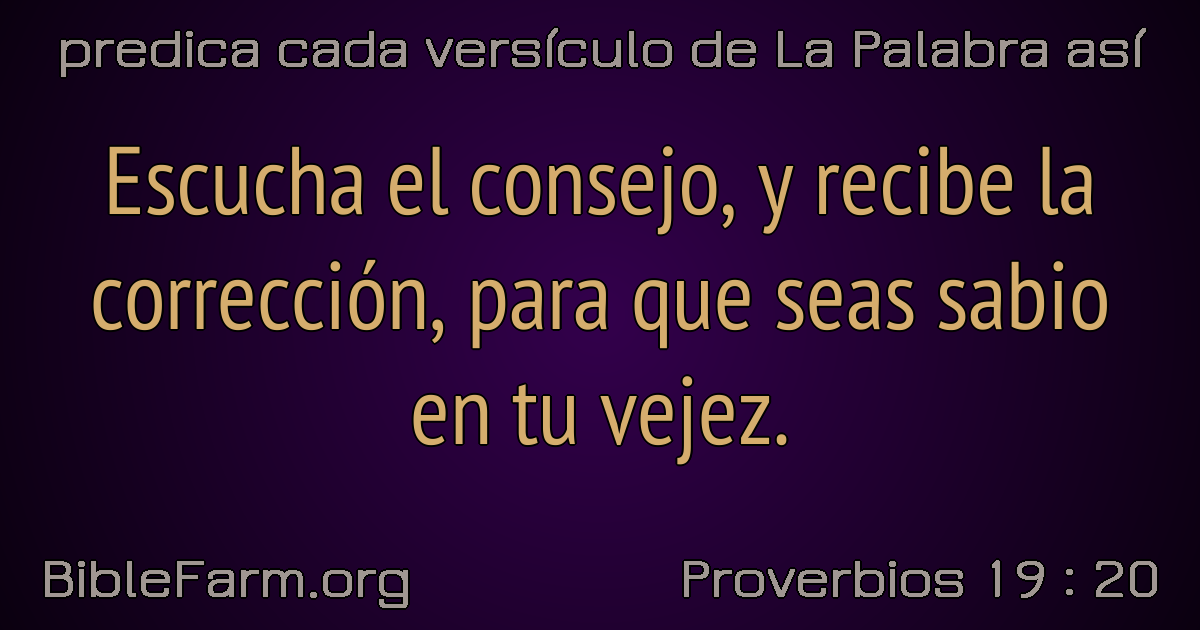 predica cada versículo de La Palabra así
Escucha el consejo, y recibe la
corrección, para que seas sabio
en tu vejez.
BibleFarm.org
Proverbios 19 : 20